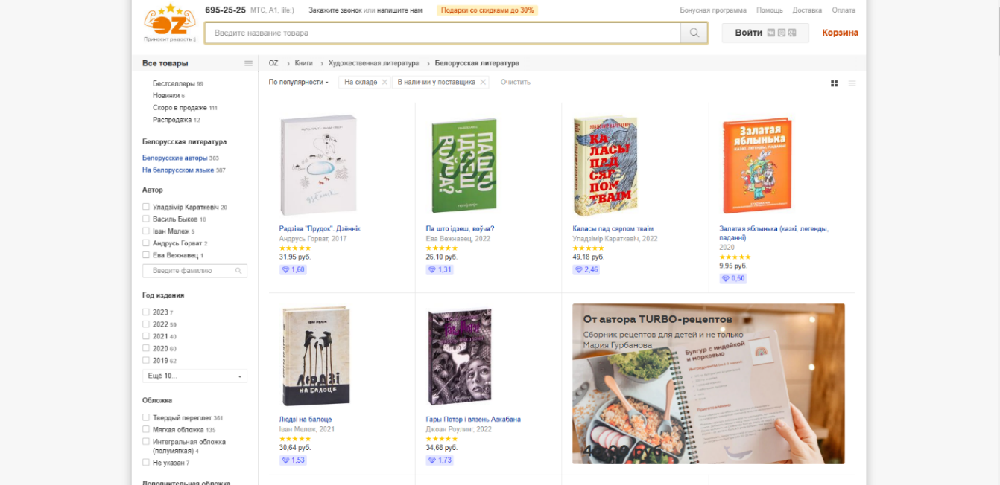 OZ
Приносит радость :)
695-25-25 МТС, A1, life:)
Закажите звонок или напишите нам
Подарки со скидками до 30%
Бонусная программа
Помощь
Доставка
Оплата
Введите название товара
Войти
Корзина
Все товары
OZ › Книги › Художественная литература › Белорусская литература
Бестселлеры 99
Новинки 6
Скоро в продаже 111
Распродажа 12
Белорусская литература
Белорусские авторы 363
На белорусском языке 387
Автор
Уладзімір Караткевіч 20
Василь Быков 10
Іван Мележ 5
Андрусь Горват 2
Ева Вежнавец 1
Введите фамилию
Год издания
2023 7
2022 59
2021 40
2020 60
2019 62
Ещё 10...
Обложка
Твердый переплет 361
Мягкая обложка 135
Интегральная обложка
(полумягкая) 4
Не указан 7
Дополнительная обложка
По популярности
На складе
В наличии у поставщика
Очистить
Радзіва "Прудок". Дзённік
Андрусь Горват, 2017
31,95 руб.
1,60
ПАШТО
ІДЗЕШ,
ВОЎЧА?
Па што ідзеш, воўча?
Ева Вежнавец, 2022
26,10 руб.
1,31
УЛАДЗІМІР КАРАТКЕВІЧ
КА
ЛАСЫ
ПАД
СЯР
ПОМ
ТВАІМ
Каласы пад сярпом тваім
Уладзімір Караткевіч, 2022
49,18 руб.
2,46
Залатая
яблынька
казкі, легенды, паданні
Залатая яблынька (казкі, легенды,
паданні)
2020
9,95 руб.
0,50
ІВАН МЕЛЕЖ
ЛЮДЗІ
НА БАЛОЦЕ
Людзі на балоце
Іван Мележ, 2021
30,64 руб.
1,53
Гары Потэр і вязень Азкабана
Джоан Роулинг, 2022
34,68 руб.
1,73
От автора TURBO-рецептов
Сборник рецептов для детей и не только
Мария Гурбанова
Булгур с индейкой
и морковью
Приготовление: